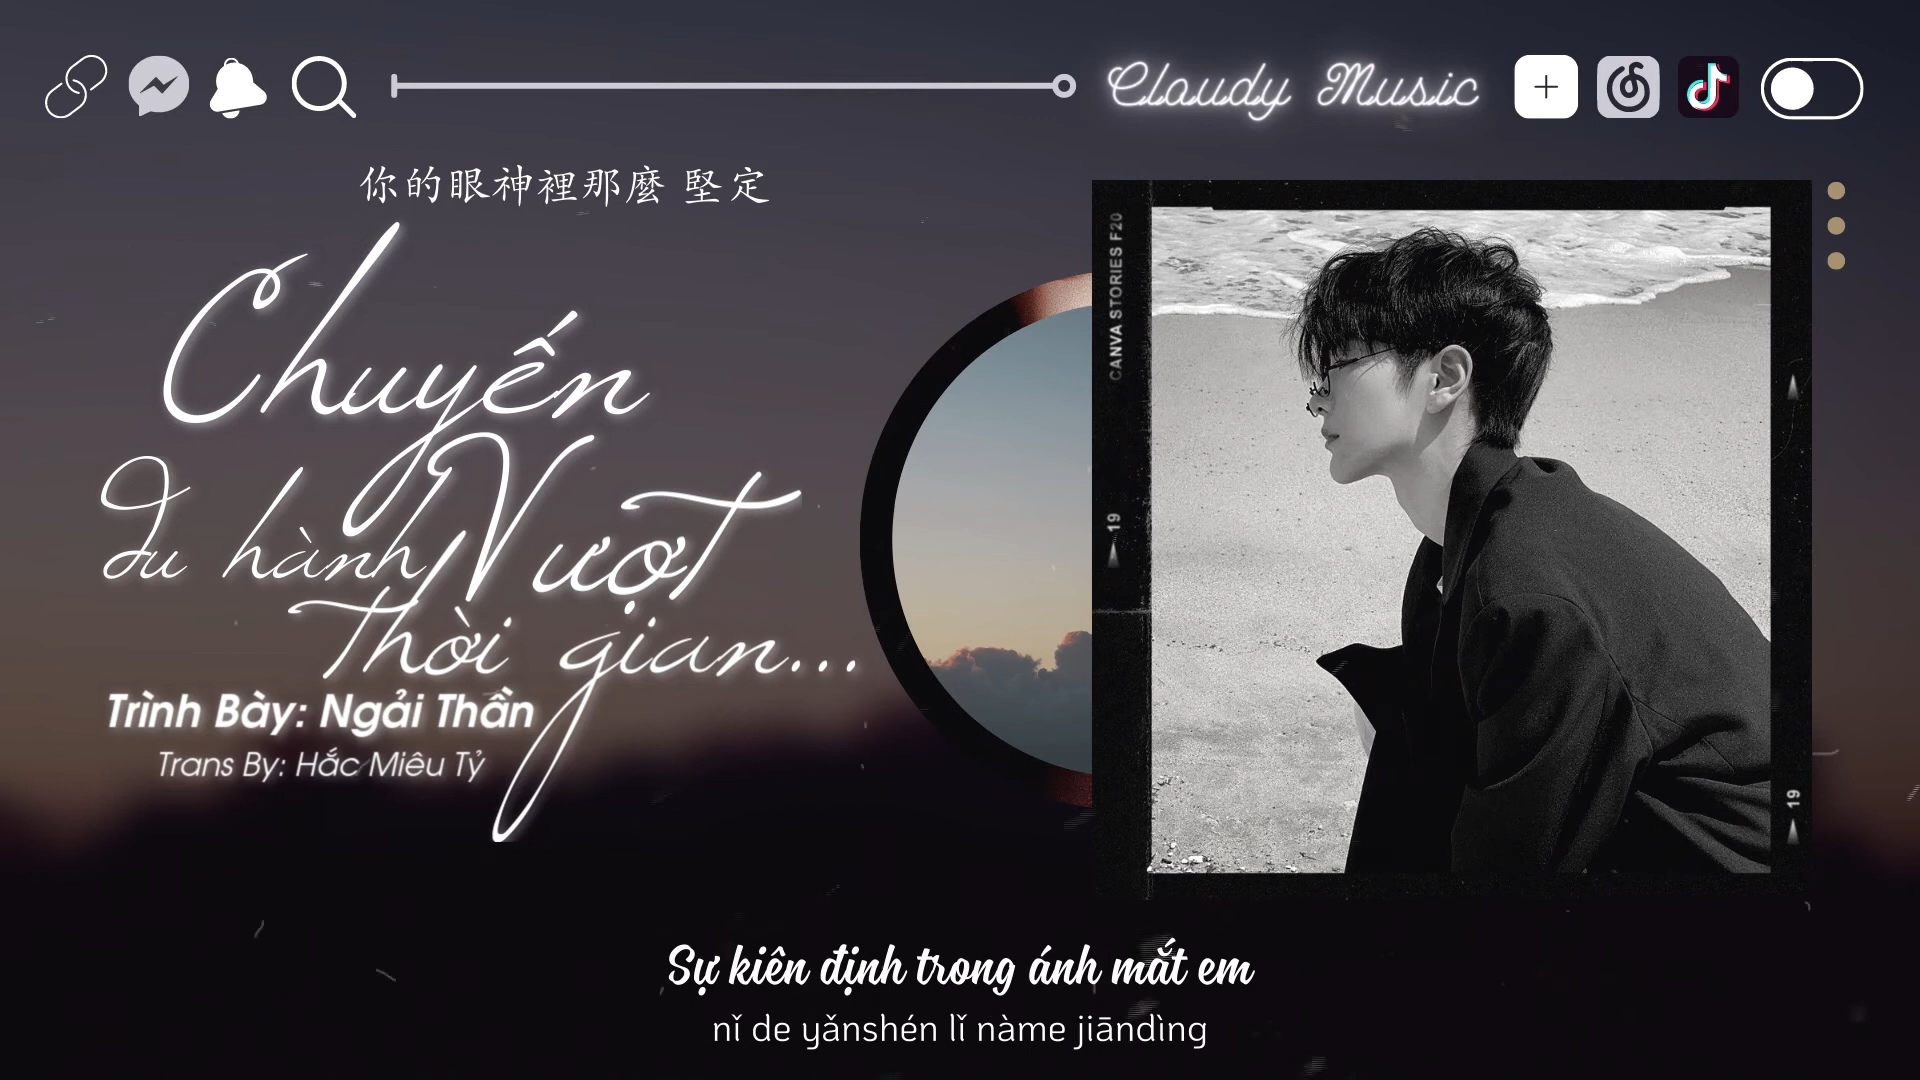 Claudy Music
你的眼神裡那麼 堅定
Chuyến
du hành Vượt
Thời gian...
Trình Bày: Ngải Thần
Trans By: Hắc Miêu Tỷ
CANVA STORIES F20
19
19
Sự kiên định trong ánh mắt em
nǐ de yǎnshén lǐ nàme jiāndìng